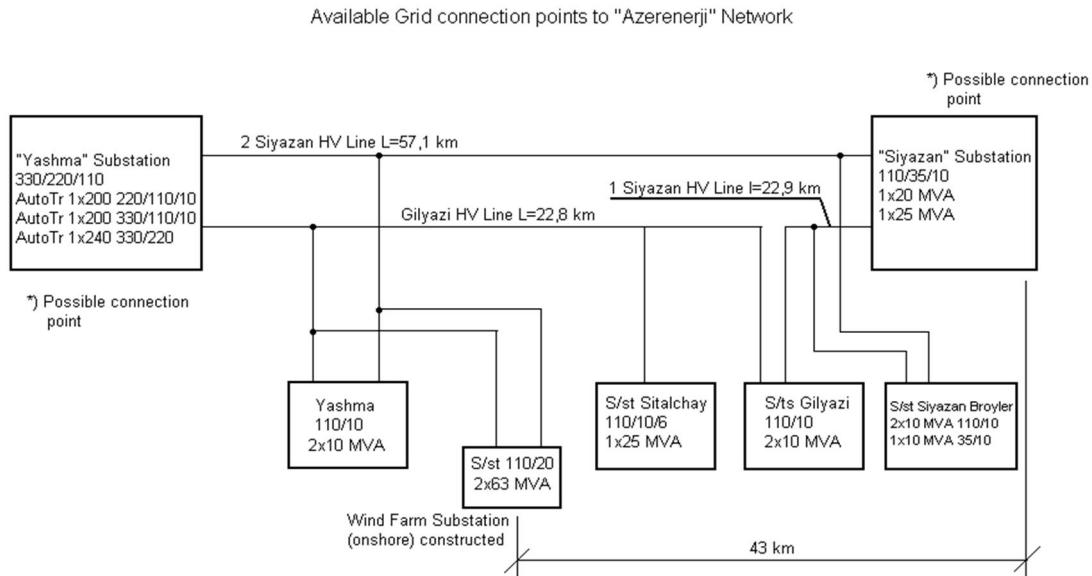 Available Grid connection points to "Azerenerji" Network
*) Possible connection
point
"Yashma" Substation
330/220/110
AutoTr 1x200 220/110/10
AutoTr 1x200 330/110/10
AutoTr 1x240 330/220
2 Siyazan HV Line L=57,1 km
"Siyazan" Substation
110/35/10
1x20 MVA
1x25 MVA
1 Siyazan HV Line l=22,9 km
Gilyazi HV Line L=22,8 km
*) Possible connection
point
Yashma
110/10
2x10 MVA
S/st 110/20
2x63 MVA
S/st Sitalchay
110/10/6
1x25 MVA
S/ts Gilyazi
110/10
2x10 MVA
S/st Siyazan Broyler
2x10 MVA 110/10
1x10 MVA 35/10
Wind Farm Substation
(onshore) constructed
43 km